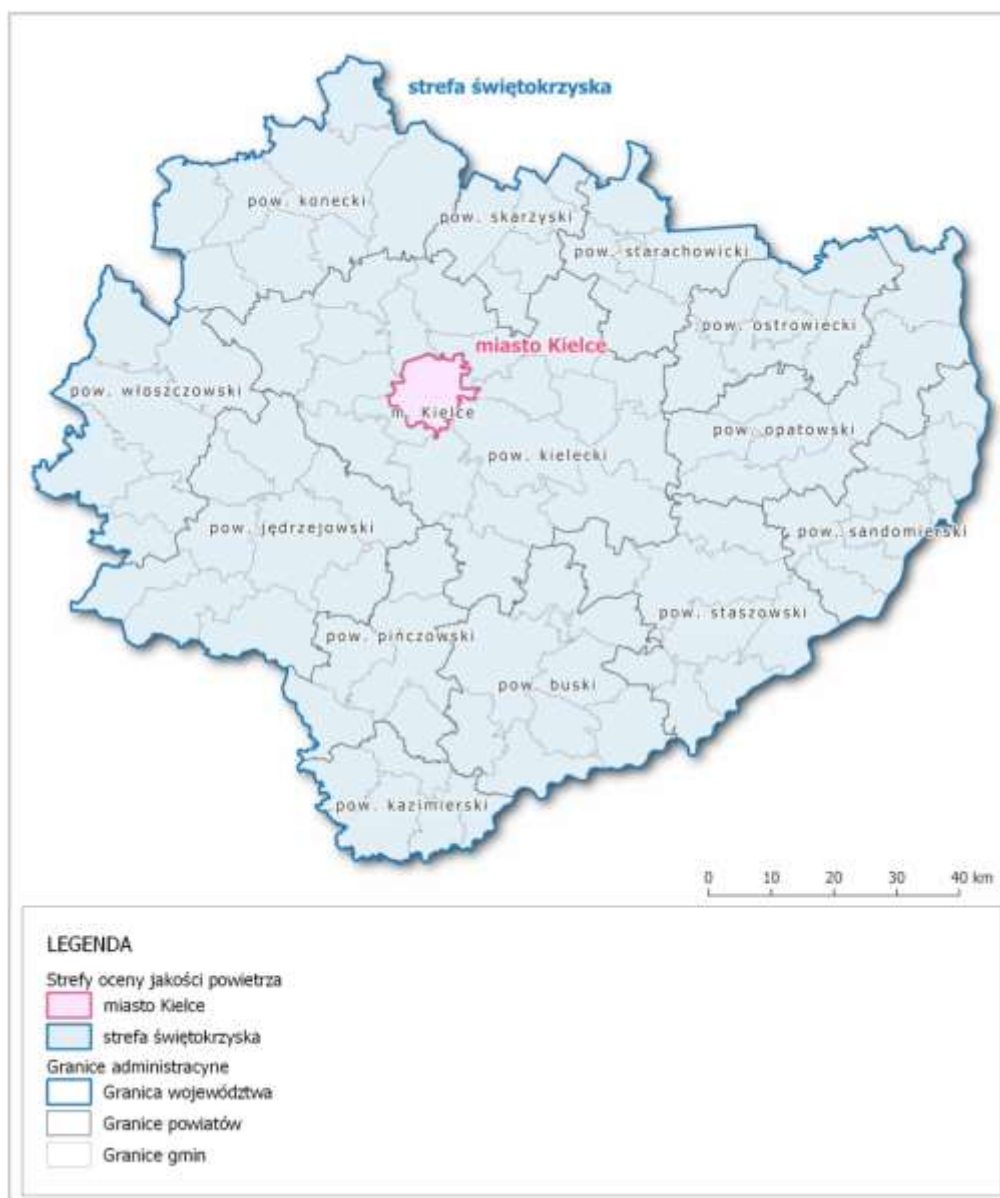 strefa świętokrzyska
pow. konecki
pow. skarżyski
pow. starachowicki
pow. ostrowiecki
miasto Kielce
pow. włoszczowski
m. Kielce
pow. opatowski
pow. kielecki
pow. jędrzejowski
pow. sandomierski
pow. staszowski
pow. pińczowski
pow. buski
pow. kazimierski
0 10 20 30 40 km
LEGENDA
Strefy oceny jakości powietrza
miasto Kielce
strefa świętokrzyska
Granice administracyne
Granica województwa
Granice powiatów
Granice gmin